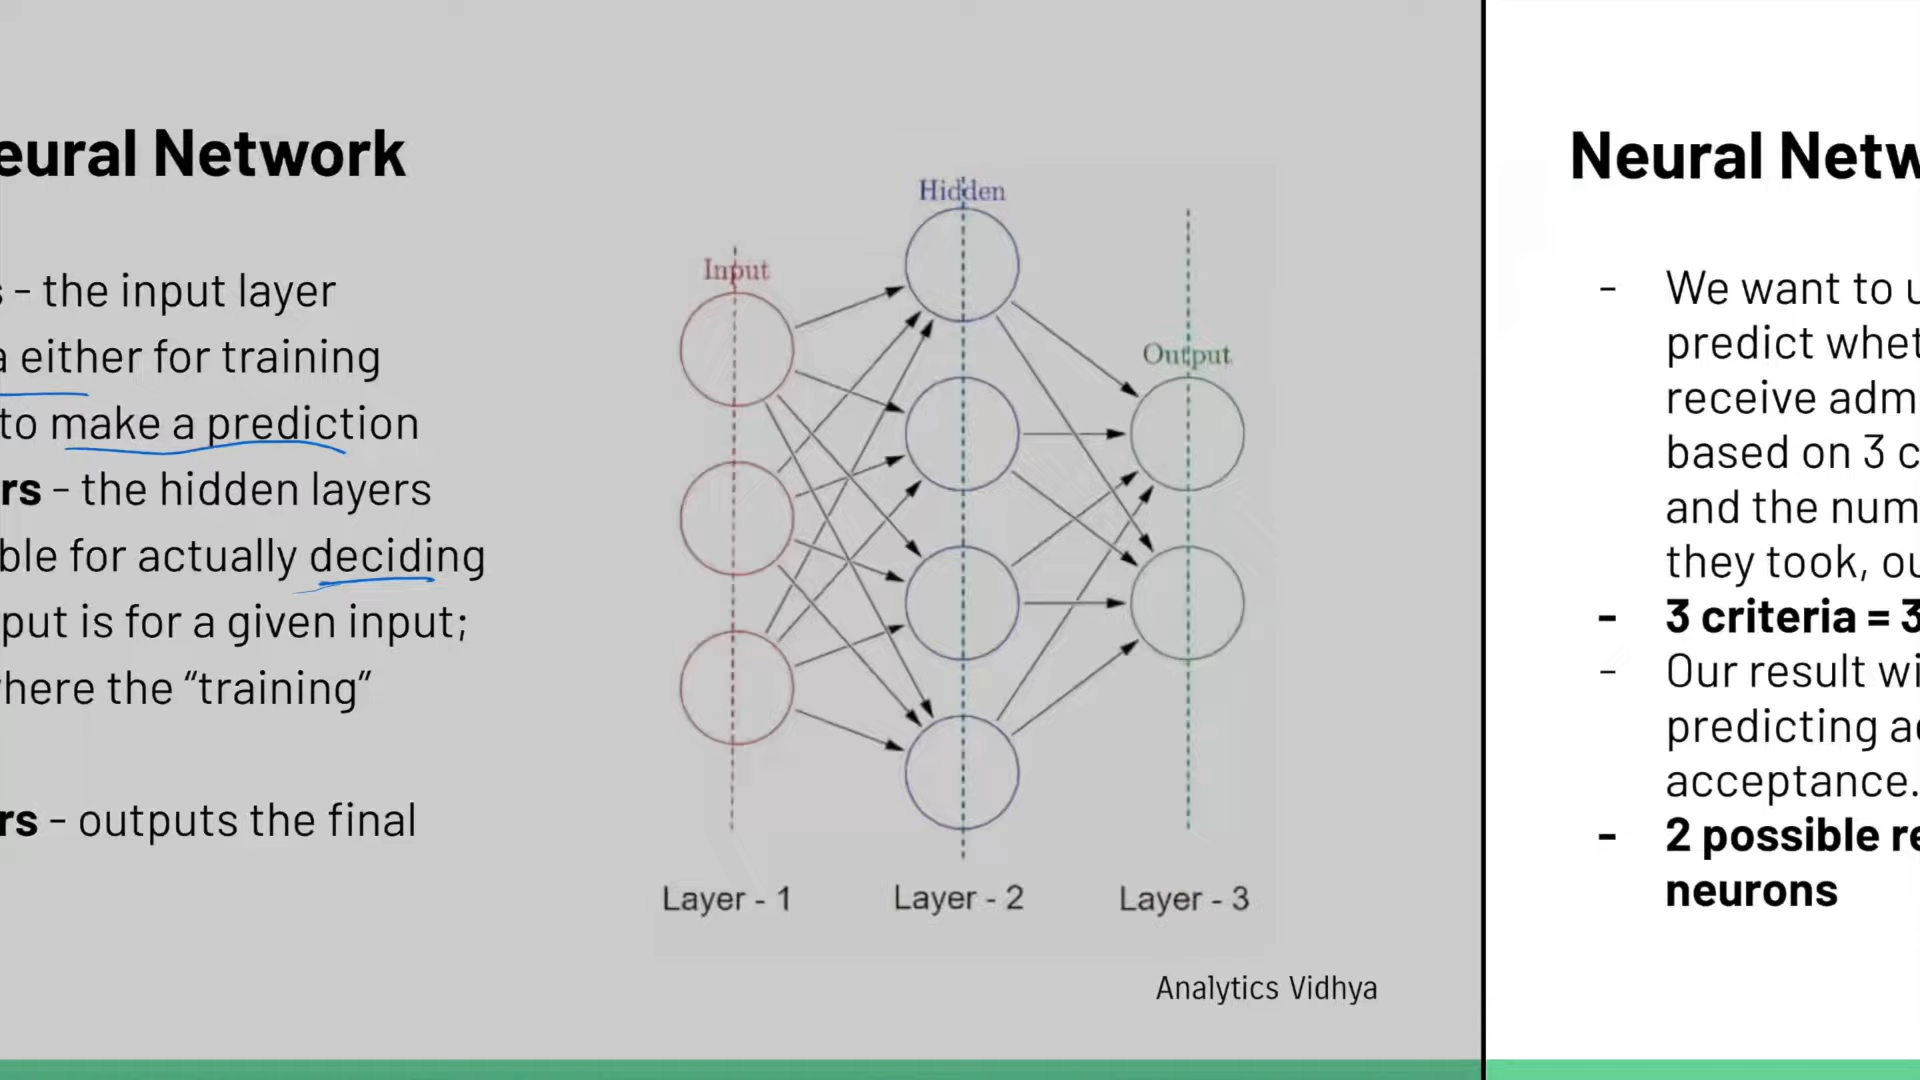 eural Network
- the input layer
either for training
to make a prediction
rs - the hidden layers
ble for actually deciding
put is for a given input;
here the “training”
rs - outputs the final
Hidden
Input
Output
Layer - 1 Layer - 2 Layer - 3
Analytics Vidhya
Neural Netw
- We want to u
predict whet
receive adm
based on 3 c
and the num
they took, ou
- 3 criteria = 3
- Our result wi
predicting ac
acceptance.
- 2 possible re
neurons